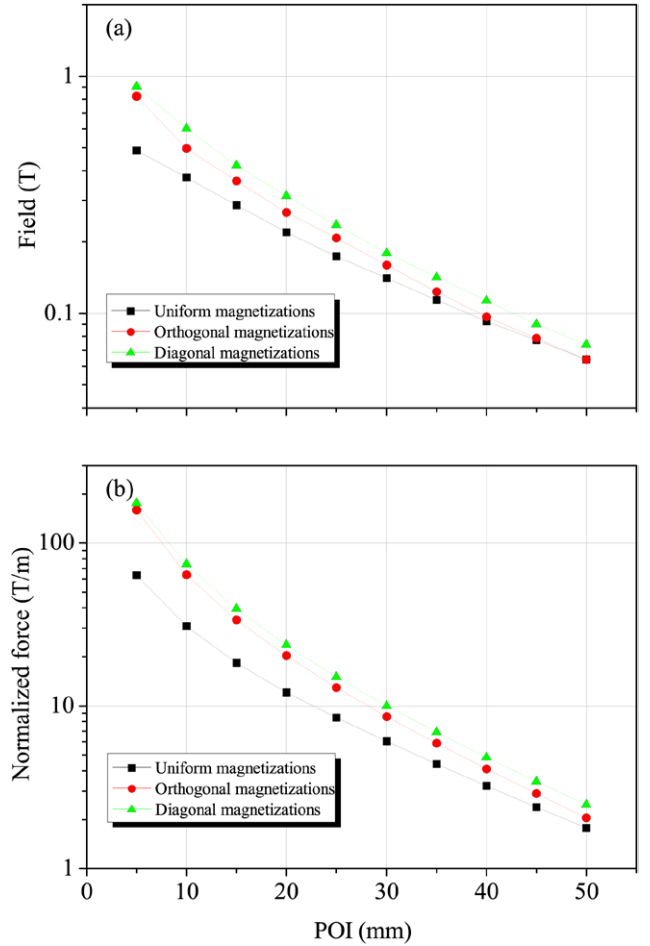 (a)
1
Field (T)
0.1
Uniform magnetizations
Orthogonal magnetizations
Diagonal magnetizations
(b)
100
Normalized force (T/m)
10
Uniform magnetizations
Orthogonal magnetizations
Diagonal magnetizations
1
0 10 20 30 40 50
POI (mm)